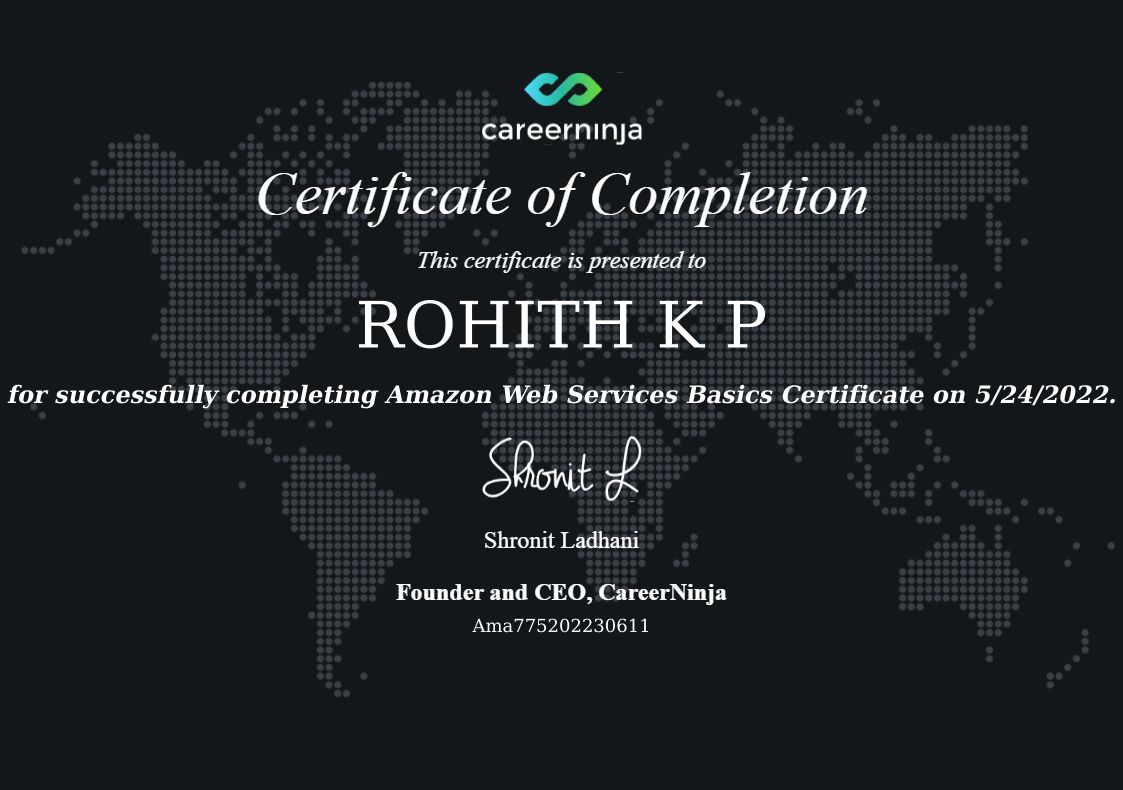 careerninja
Certificate of Completion
This certificate is presented to
ROHITH K P
for successfully completing Amazon Web Services Basics Certificate on 5/24/2022.
Shronit L
Shronit Ladhani
Founder and CEO, CareerNinja
Ama775202230611